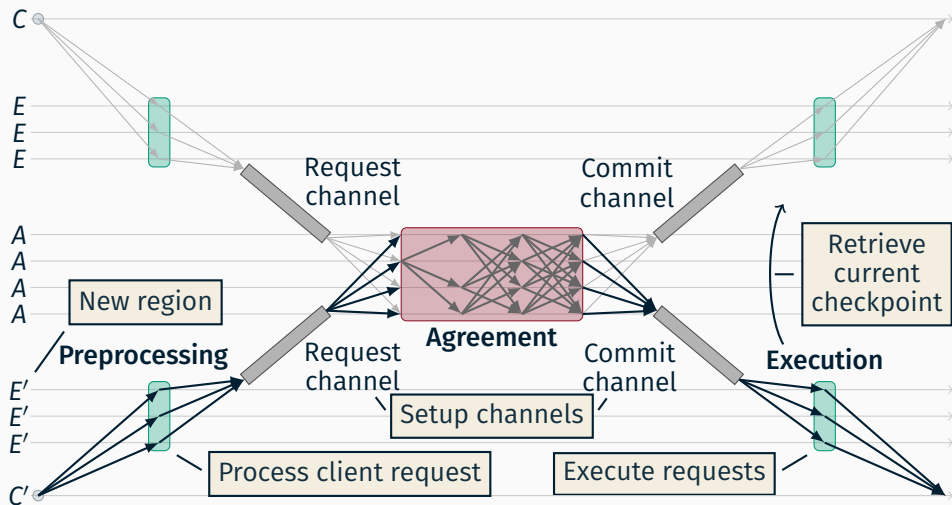 C
E
E
E
Request
channel
Commit
channel
A
A
A
A
Retrieve
current
checkpoint
New region
Agreement
Preprocessing
Request
channel
Commit
channel
Execution
E′
E′
E′
Setup channels
Process client request
Execute requests
C′